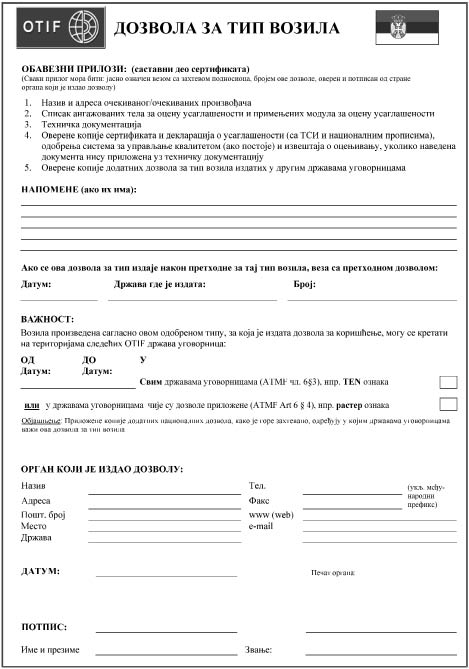 OTIF
ДОЗВОЛА ЗА ТИП ВОЗИЛА
ОБАВЕЗНИ ПРИЛОЗИ: (саставни део сертификата)
(Сваки прилог мора бити: јасно означен везом са захтевом подносиоца, бројем ове дозволе, оверен и потписан од стране
органа који је издао дозволу)
1. Назив и адреса очекиваног/очекиваних произвођача
2. Списак ангажованих тела за оцену усаглашености и примењених модула за оцену усаглашености
3. Техничка документација
4. Оверене копије сертификата и декларација о усаглашености (са ТСИ и националним прописима),
одобрења система за управљање квалитетом (ако постоје) и извештаја о оцењивању, уколико наведена
документа нису приложена уз техничку документацију
5. Оверене копије додатних дозвола за тип возила издатих у другим државама уговорницама
НАПОМЕНЕ (ако их има):
Ако се ова дозвола за тип издаје након претходне за тај тип возила, веза са претходном дозволом:
Датум: Држава где је издата: Број:
ВАЖНОСТ:
Возила произведена сагласно овом одобреном типу, за која је издата дозвола за коришћење, могу се кретати
на територијама следећих OTIF држава уговорница:
ОД ДО У
Датум: Датум:
Свим државама уговорницама (ATMF чл. 6§3), нпр. TEN ознака
или у државама уговорницама чије су дозволе приложене (ATMF Art 6 § 4), нпр. растер ознака
Објашњење: Приложене копије додатних националних дозвола, како је горе захтевано, одређују у којим државама уговорницама
важи ова дозвола за тип возила
ОРГАН КОЈИ ЈЕ ИЗДАО ДОЗВОЛУ:
Назив Тел. (укљ. међу-
Адреса Факс народни
Пошт. број www (web) префикс)
Место e-mail
Држава
ДАТУМ: Печат органа:
ПОТПИС:
Име и презиме Звање: